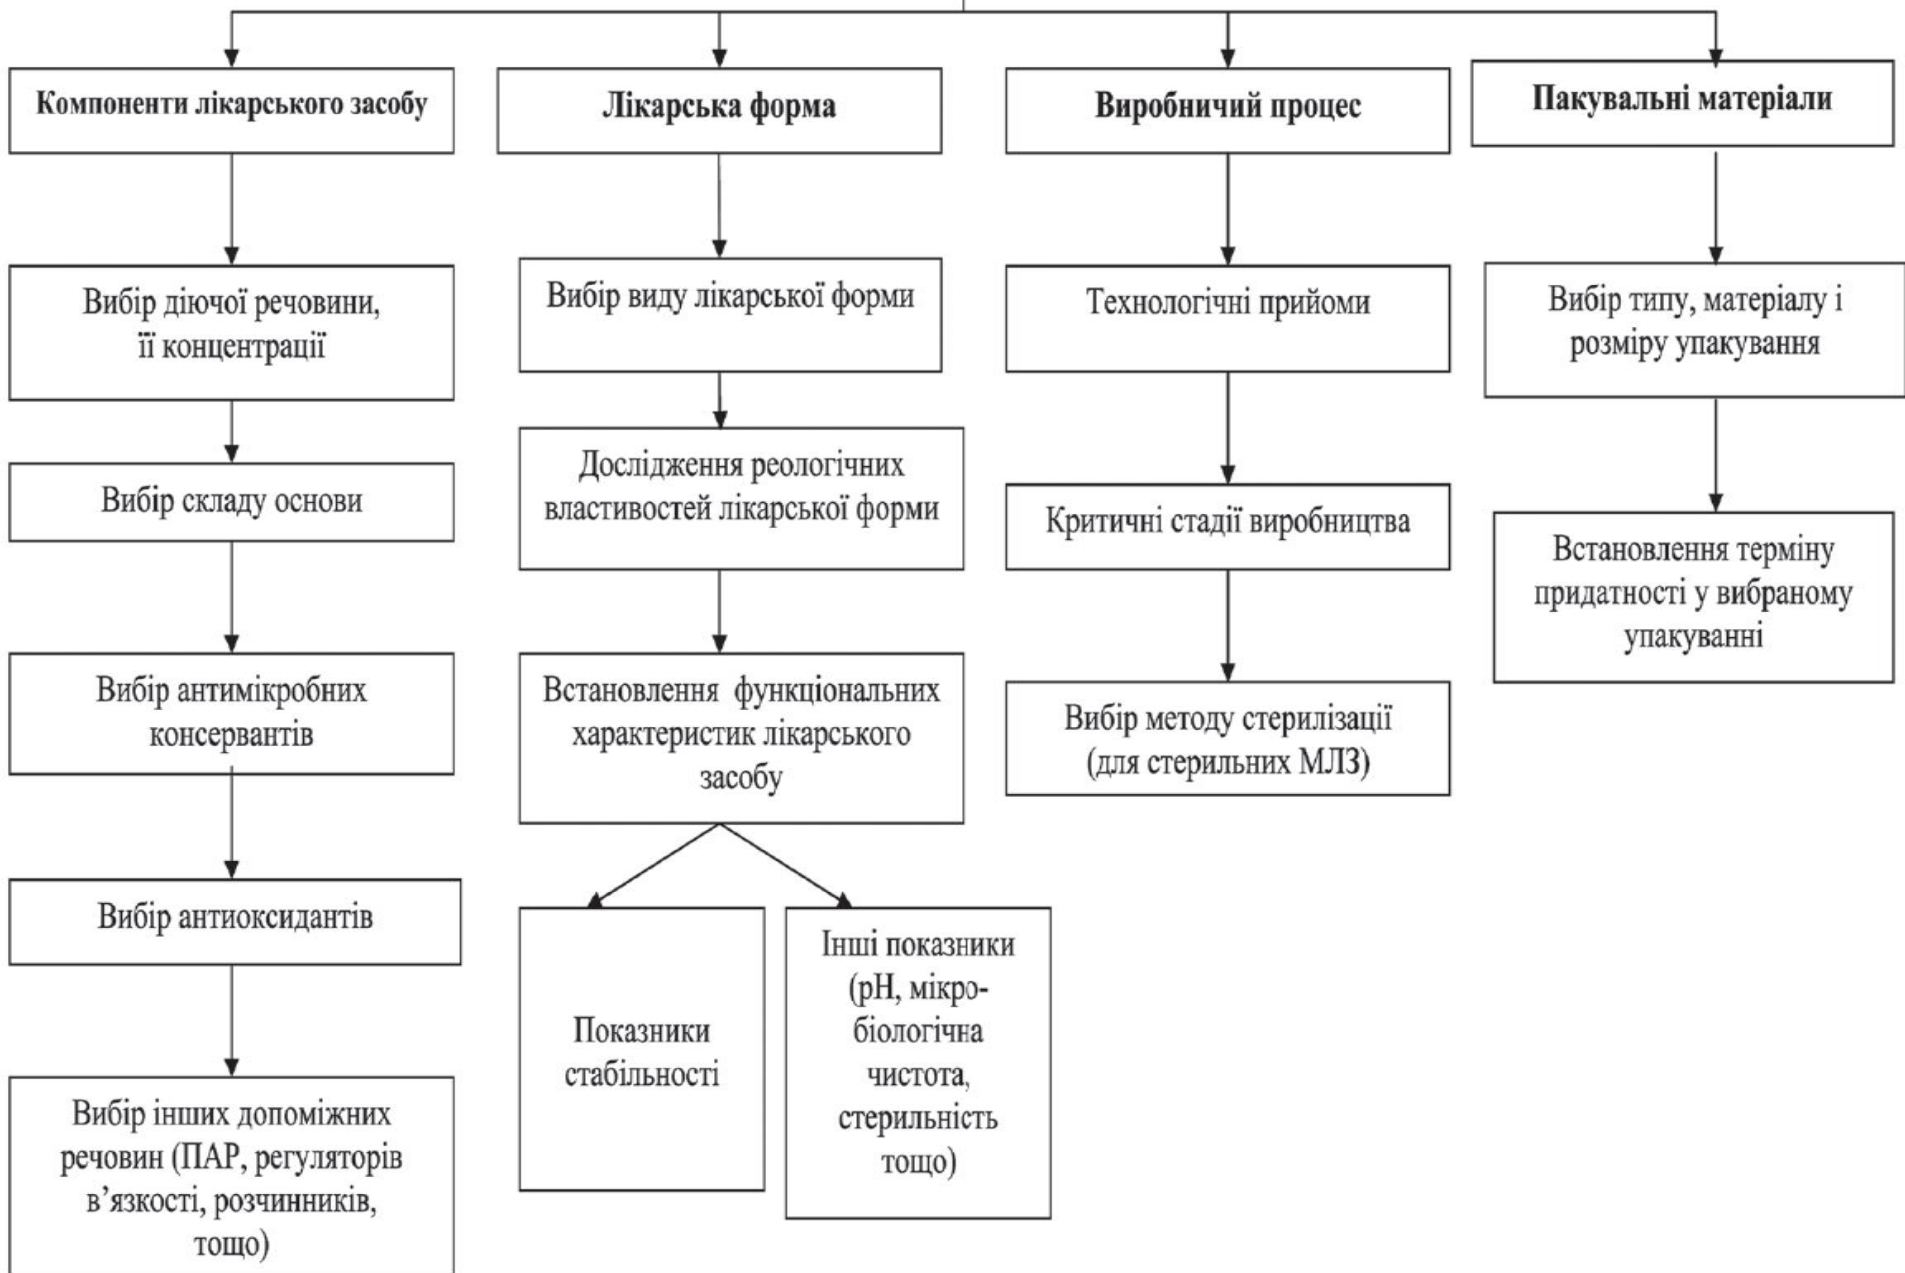 Компоненти лікарського засобу
Вибір діючої речовини,
її концентрації
Вибір складу основи
Вибір антимікробних
консервантів
Вибір антиоксидантів
Вибір інших допоміжних
речовин (ПАР, регуляторів
в’язкості, розчинників,
тощо)
Лікарська форма
Вибір виду лікарської форми
Дослідження реологічних
властивостей лікарської форми
Встановлення функціональних
характеристик лікарського
засобу
Показники
стабільності
Інші показники
(рН, мікро-
біологічна
чистота,
стерильність
тощо)
Виробничий процес
Технологічні прийоми
Критичні стадії виробництва
Вибір методу стерилізації
(для стерильних МЛЗ)
Пакувальні матеріали
Вибір типу, матеріалу і
розміру упакування
Встановлення терміну
придатності у вибраному
упакуванні